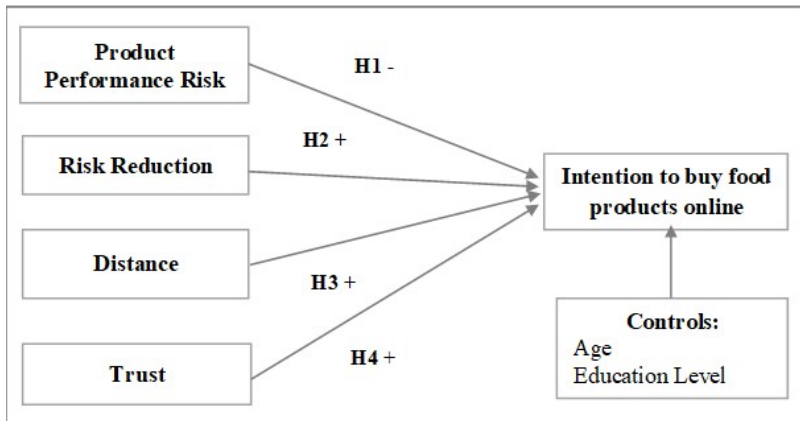 Product
Performance Risk
H1 -
H2 +
Risk Reduction
Intention to buy food
products online
Distance
H3 +
Controls:
Age
Education Level
H4 +
Trust